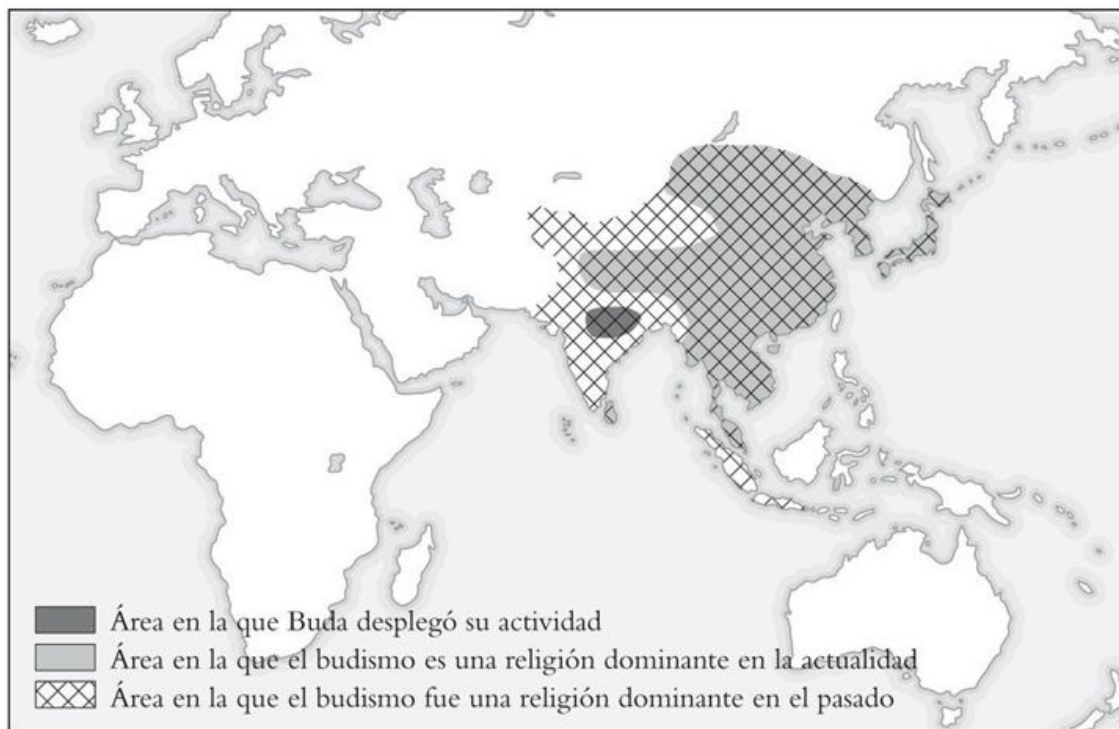 Área en la que Buda desplegó su actividad
Área en la que el budismo es una religión dominante en la actualidad
Área en la que el budismo fue una religión dominante en el pasado